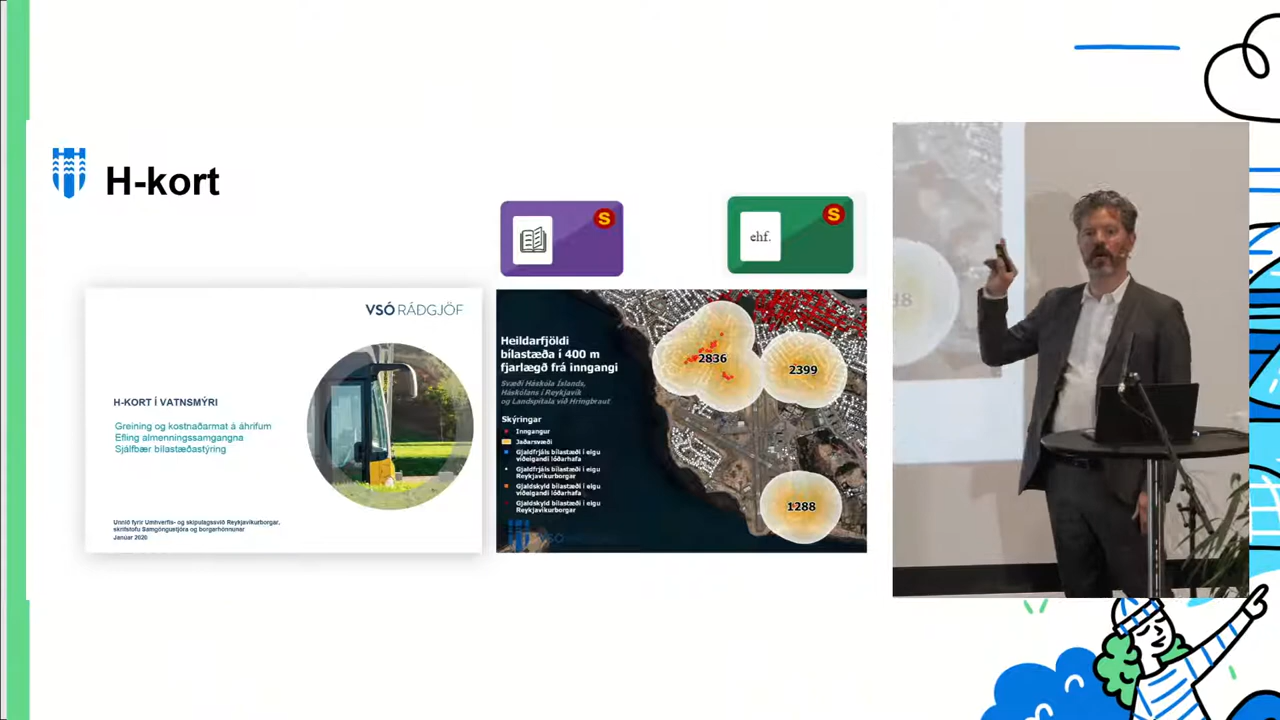 H-kort
S
S
ehf.
VSÓ RÁÐGJÖF
H-KORT Í VATNSMÝRI
Greining og kostnaðarmat á áhrifum
Efling almenningssamgangna
Sjálfbær bílastæðastýring
Unnið fyrir Umhverfis- og skipulagssvið Reykjavíkurborgar,
skrifstofu Samgöngustjóra og borgarhönnunar
Janúar 2020
Heildarfjöldi
bílastæða í 400 m
fjarlægð frá inngangi
Svæði Háskóla Íslands,
Háskólans í Reykjavík
og Landspítala við Hringbraut
Skýringar
Inngangur
Jaðarsvæði
Gjaldfrjáls bílastæði í eigu
viðeigandi lóðarhafa
Gjaldfrjáls bílastæði í eigu
Reykjavíkurborgar
Gjaldskyld bílastæði í eigu
viðeigandi lóðarhafa
Gjaldskyld bílastæði í eigu
Reykjavíkurborgar
2836
2399
1288